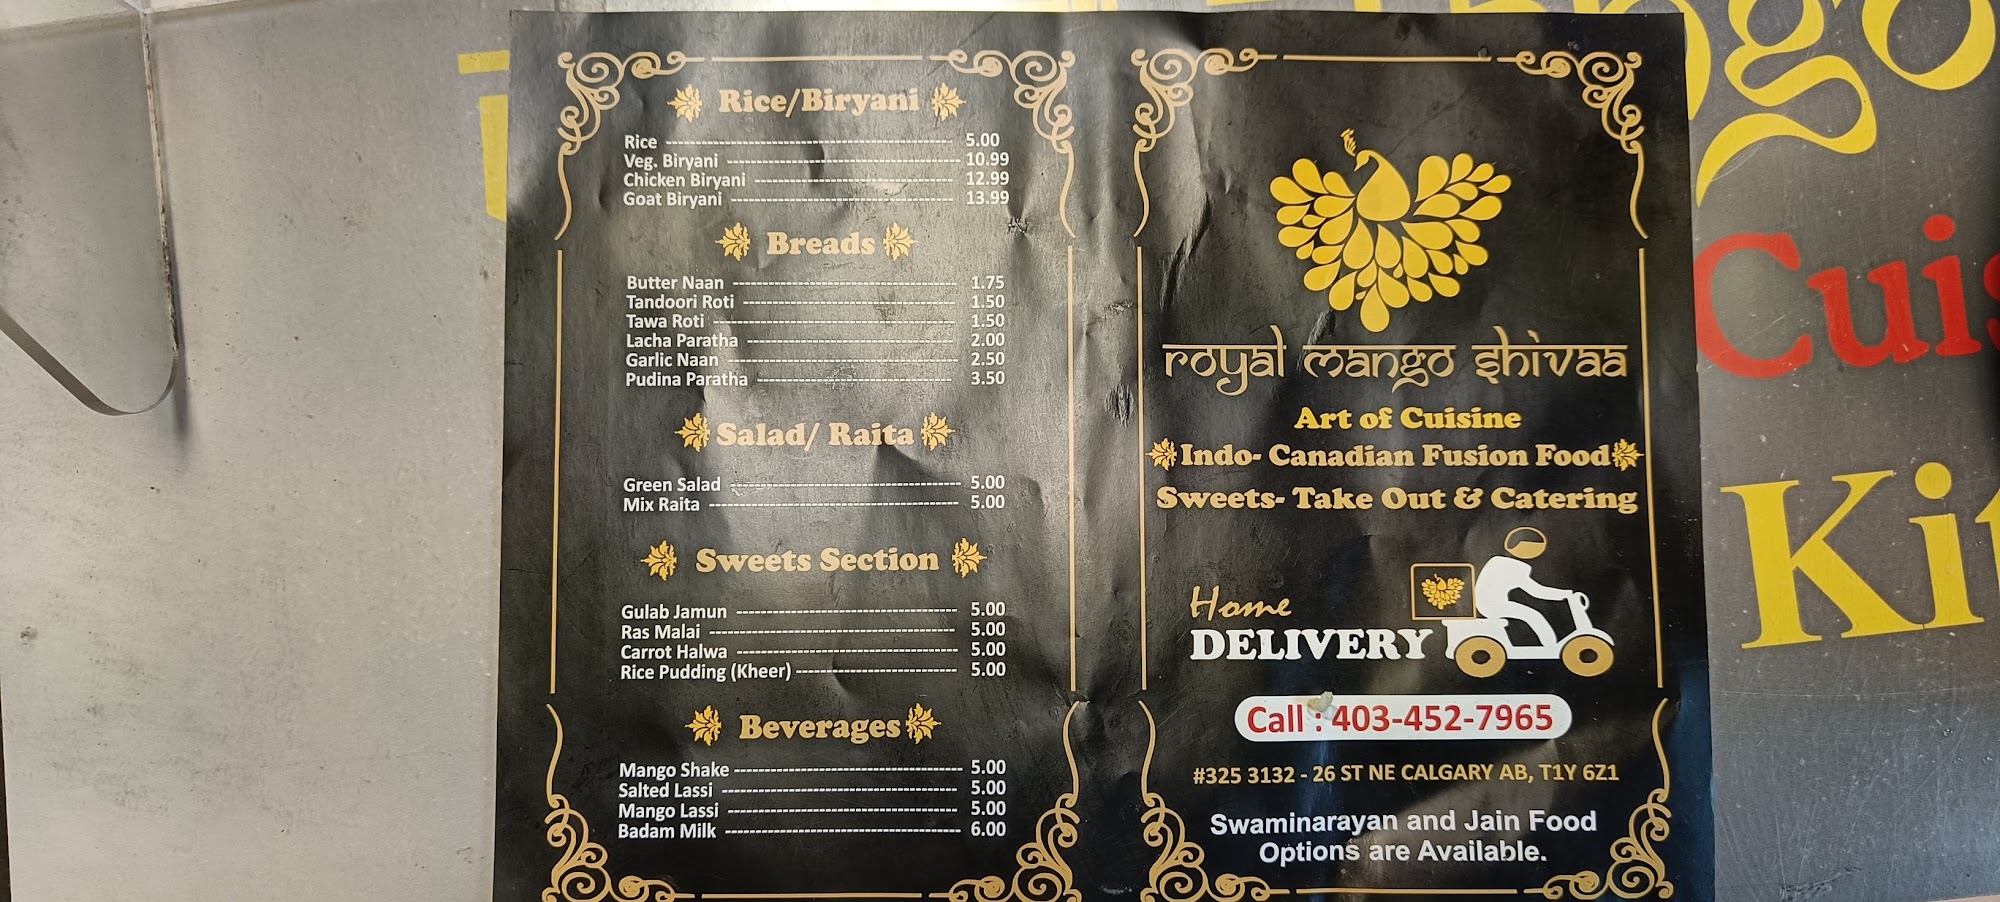 Rice/Biryani
Rice 5.00
Veg. Biryani 10.99
Chicken Biryani 12.99
Goat Biryani 13.99
Breads
Butter Naan 1.75
Tandoori Roti 1.50
Tawa Roti 1.50
Lacha Paratha 2.00
Garlic Naan 2.50
Pudina Paratha 3.50
Salad/ Raita
Green Salad 5.00
Mix Raita 5.00
Sweets Section
Gulab Jamun 5.00
Ras Malai 5.00
Carrot Halwa 5.00
Rice Pudding (Kheer) 5.00
Beverages
Mango Shake 5.00
Salted Lassi 5.00
Mango Lassi 5.00
Badam Milk 6.00
royal mango shivaa
Art of Cuisine
Indo- Canadian Fusion Food
Sweets- Take Out & Catering
Home
DELIVERY
Call : 403-452-7965
#325 3132 - 26 ST NE CALGARY AB, T1Y 6Z1
Swaminarayan and Jain Food
Options are Available.